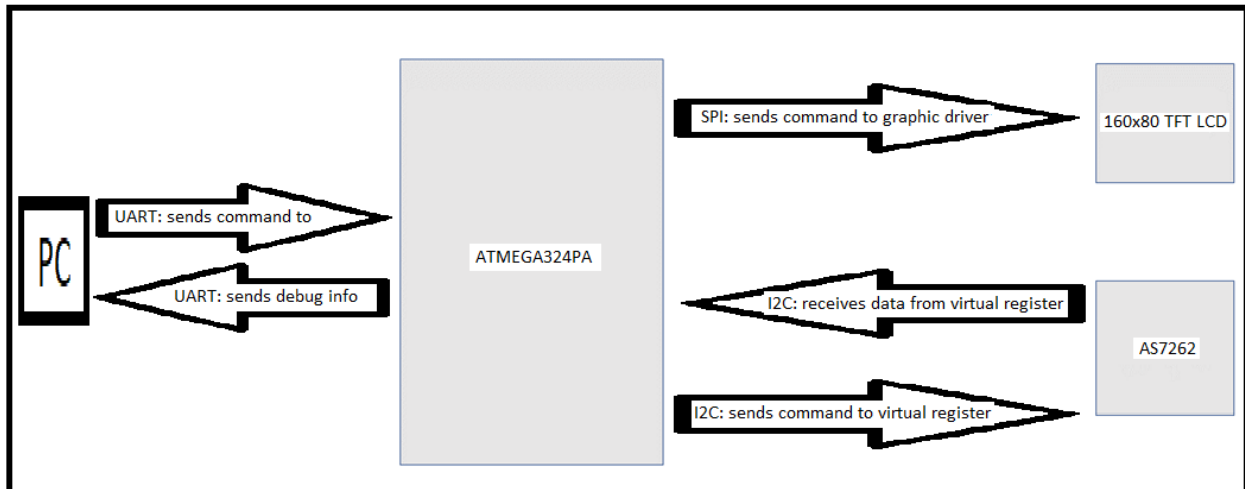 SPI: sends command to graphic driver
160x80 TFT LCD
UART: sends command to
PC
ATMEGA324PA
UART: sends debug info
I2C: receives data from virtual register
AS7262
I2C: sends command to virtual register